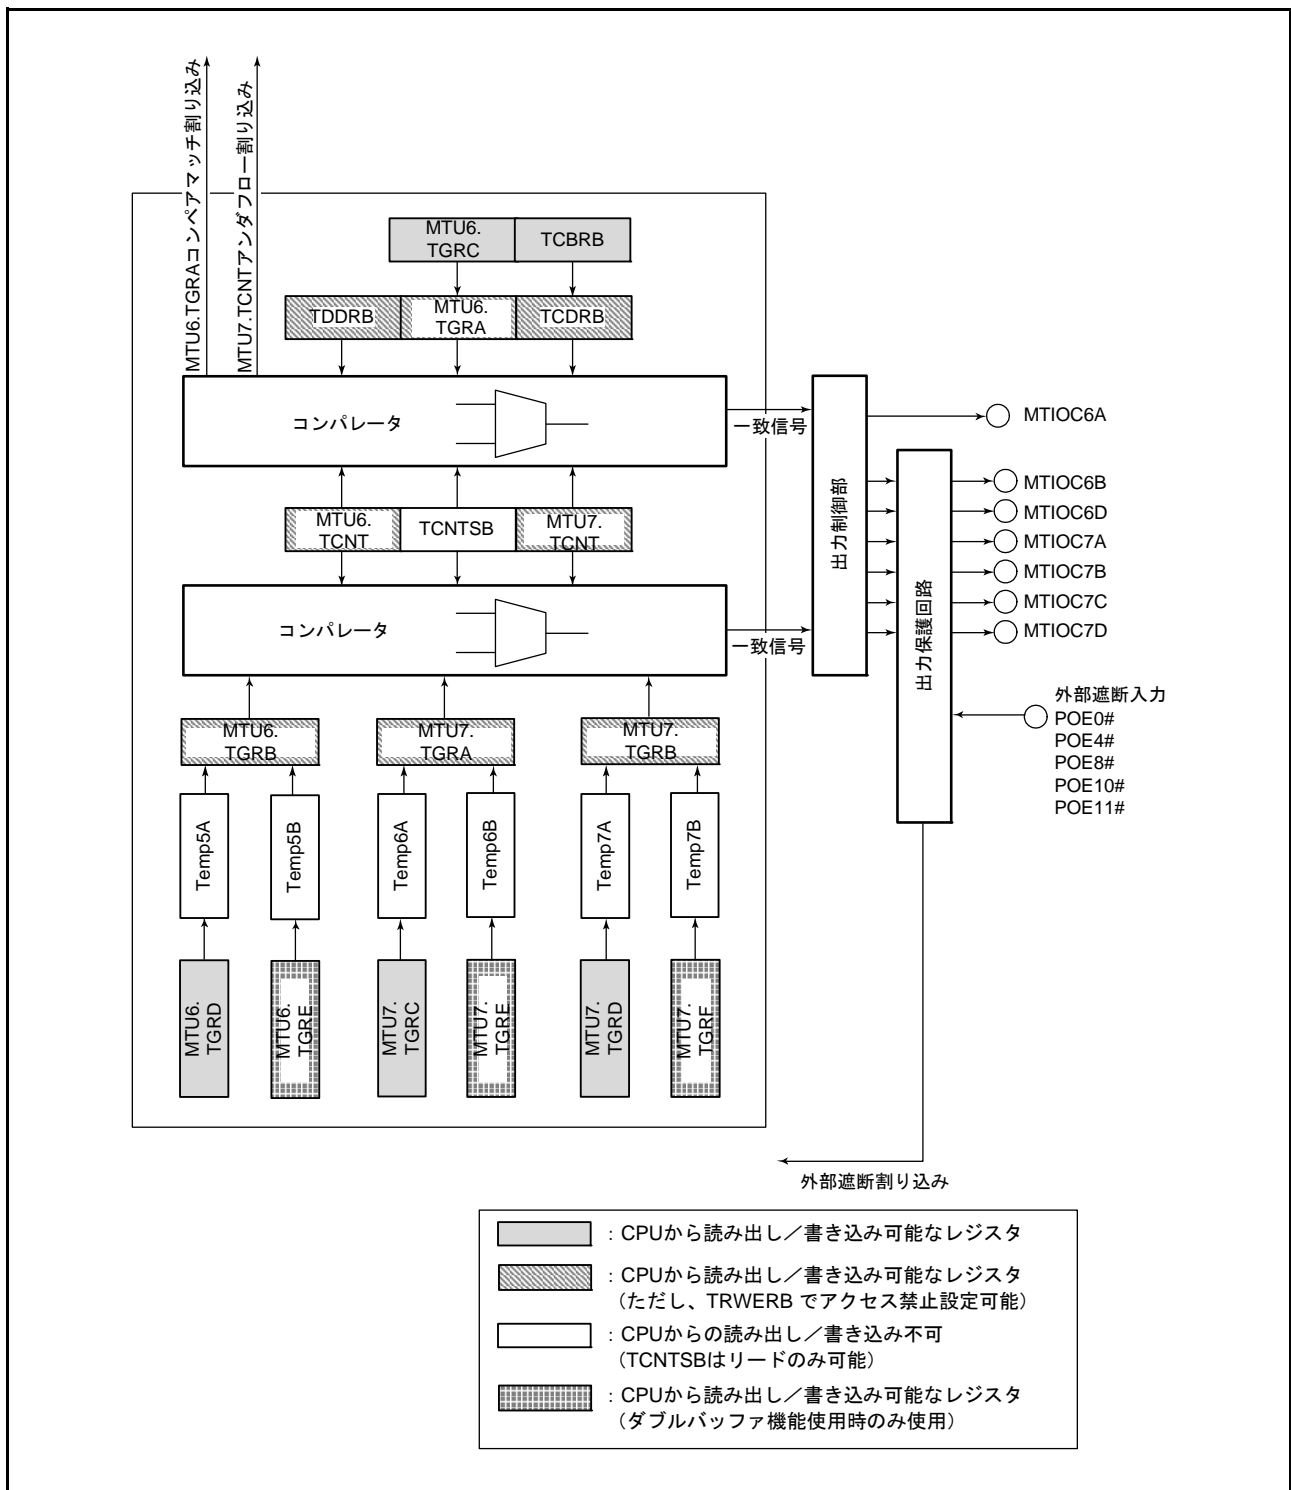 MTU6.TGRAコンペアマッチ割り込み
MTU7.TCNTアンダフロー割り込み
MTU6.
TGRC
TCBRB
TDDRB
MTU6.
TGRA
TCDRB
コンパレータ
一致信号
MTU6.
TCNT
TCNTSB
MTU7.
TCNT
コンパレータ
一致信号
出力制御部
出力保護回路
MTIOC6A
MTIOC6B
MTIOC6D
MTIOC7A
MTIOC7B
MTIOC7C
MTIOC7D
外部遮断入力
POE0#
POE4#
POE8#
POE10#
POE11#
MTU6.
TGRB
MTU7.
TGRA
MTU7.
TGRB
Temp5A
Temp5B
Temp6A
Temp6B
Temp7A
Temp7B
MTU6.
TGRD
MTU6.
TGRE
MTU7.
TGRC
MTU7.
TGRE
MTU7.
TGRD
MTU7.
TGRF
外部遮断割り込み
：CPUから読み出し／書き込み可能なレジスタ
：CPUから読み出し／書き込み可能なレジスタ
（ただし、TRWERB でアクセス禁止設定可能）
：CPUからの読み出し／書き込み不可
（TCNTSBはリードのみ可能）
：CPUから読み出し／書き込み可能なレジスタ
（ダブルバッファ機能使用時のみ使用）